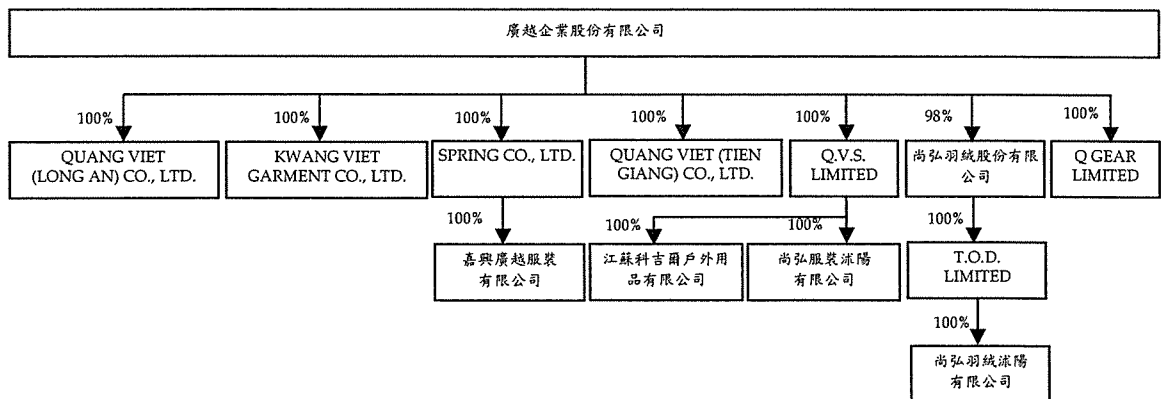 廣越企業股份有限公司
100%
100%
100%
100%
100%
98%
100%
QUANG VIET
(LONG AN) CO., LTD.
KWANG VIET
GARMENT CO., LTD.
SPRING CO., LTD.
QUANG VIET (TIEN
GIANG) CO., LTD.
Q.V.S.
LIMITED
尚弘羽絨股份有限
公司
Q GEAR
LIMITED
100%
100%
100%
100%
嘉興廣越服裝
有限公司
江蘇科吉爾戶外用
品有限公司
尚弘服裝沭陽
有限公司
T.O.D.
LIMITED
100%
尚弘羽絨沭陽
有限公司